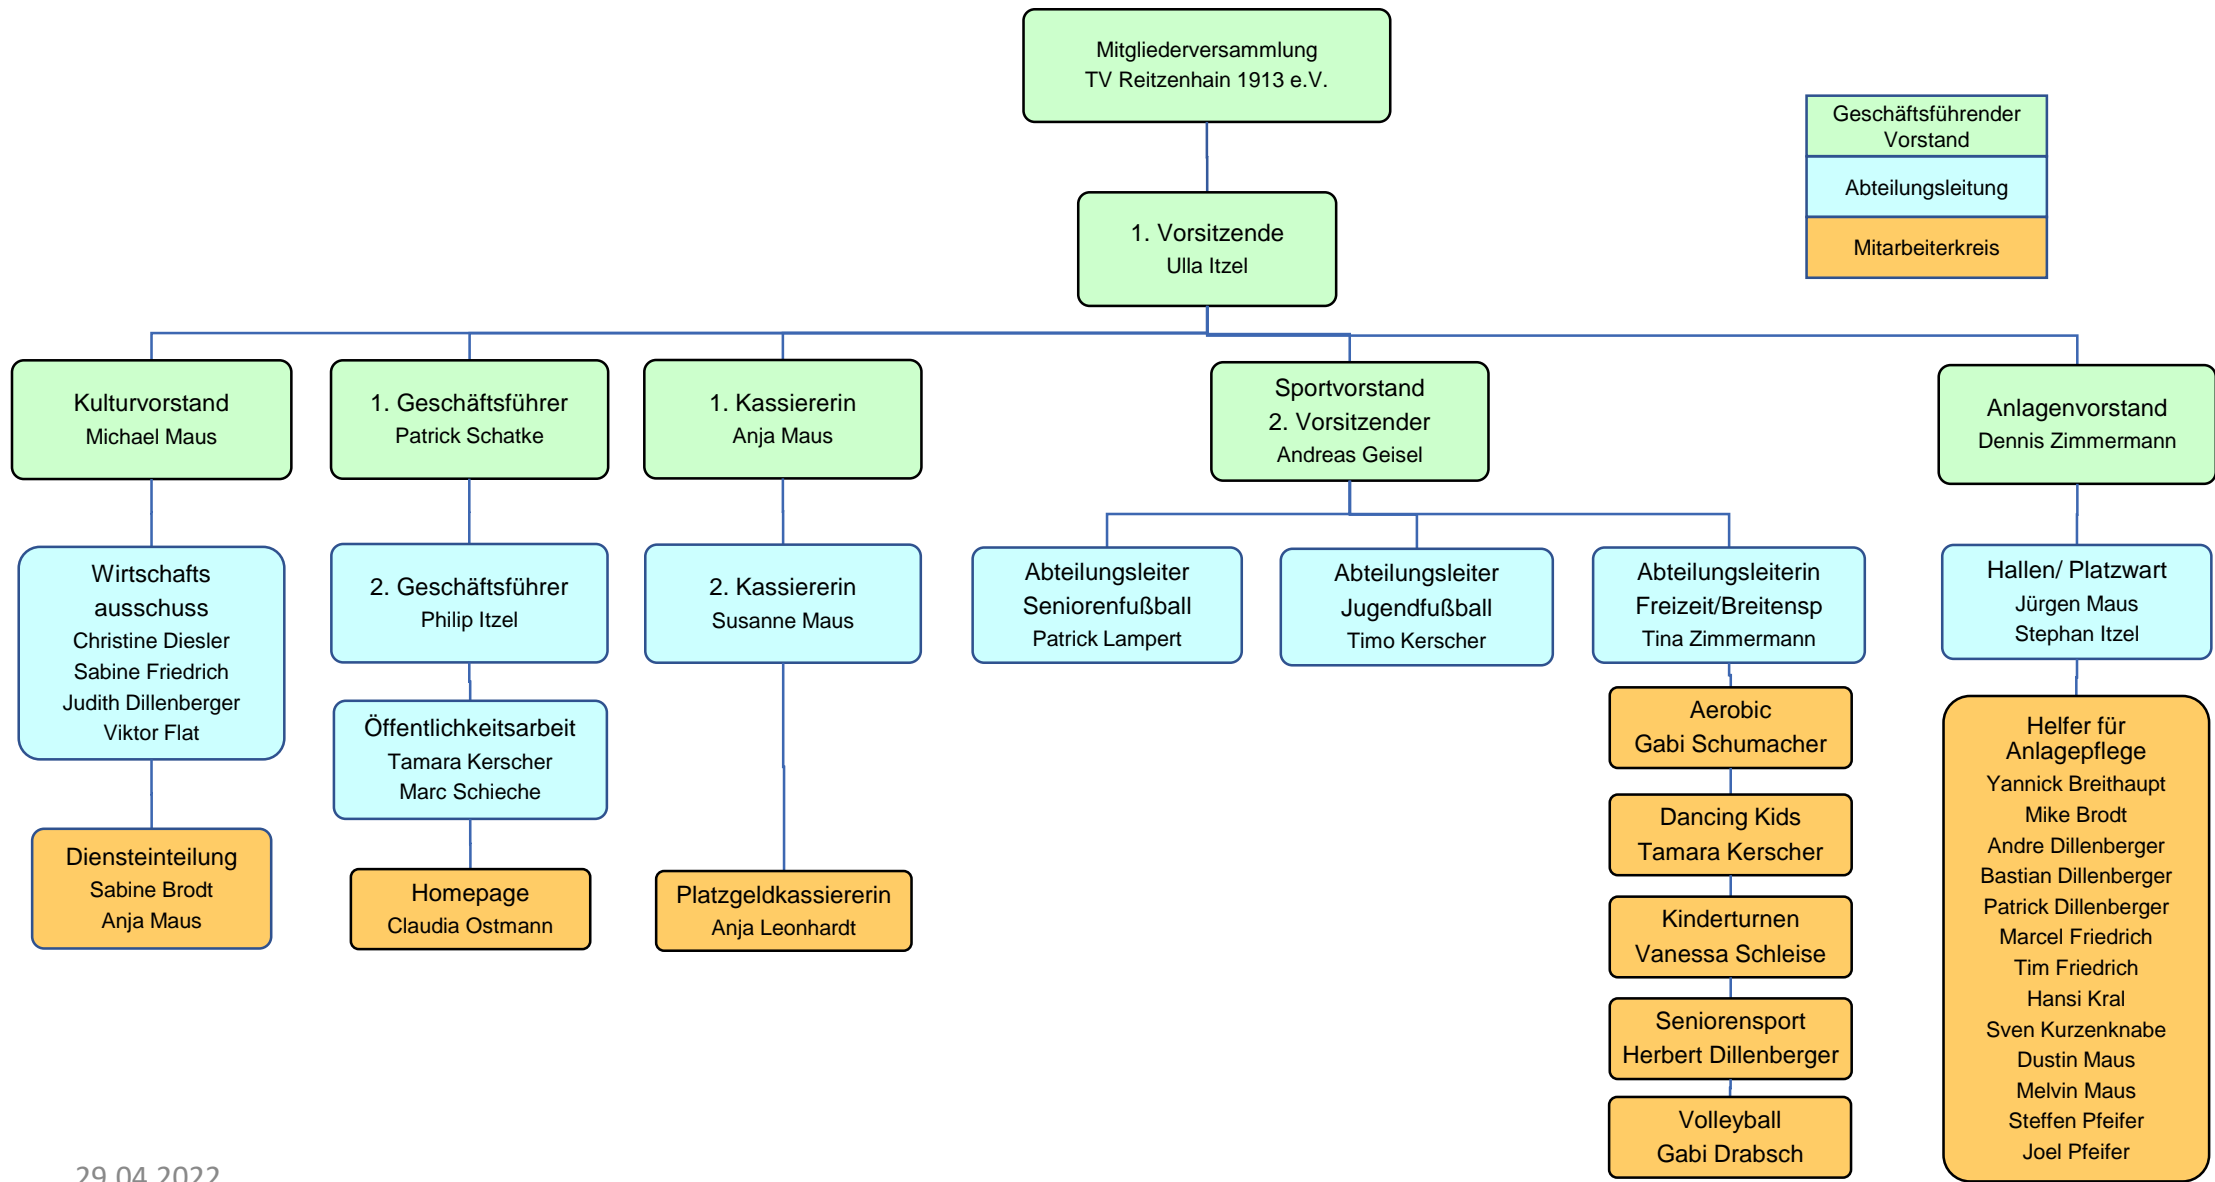 Mitgliederversammlung
TV Reitzenhain 1913 e.V.
Geschäftsführender
Vorstand
Abteilungsleitung
Mitarbeiterkreis
1. Vorsitzende
Ulla Itzel
Kulturvorstand
Michael Maus
1. Geschäftsführer
Patrick Schatke
1. Kassiererin
Anja Maus
Sportvorstand
2. Vorsitzender
Andreas Geisel
Anlagenvorstand
Dennis Zimmermann
Wirtschafts
ausschuss
Christine Diesler
Sabine Friedrich
Judith Dillenberger
Viktor Flat
2. Geschäftsführer
Philip Itzel
2. Kassiererin
Susanne Maus
Abteilungsleiter
Seniorenfußball
Patrick Lampert
Abteilungsleiter
Jugendfußball
Timo Kerscher
Abteilungsleiterin
Freizeit/Breitensp
Tina Zimmermann
Hallen/ Platzwart
Jürgen Maus
Stephan Itzel
Öffentlichkeitsarbeit
Tamara Kerscher
Marc Schieche
Diensteinteilung
Sabine Brodt
Anja Maus
Homepage
Claudia Ostmann
Platzgeldkassiererin
Anja Leonhardt
Aerobic
Gabi Schumacher
Dancing Kids
Tamara Kerscher
Kinderturnen
Vanessa Schleise
Seniorensport
Herbert Dillenberger
Volleyball
Gabi Drabsch
Helfer für
Anlagepflege
Yannick Breithaupt
Mike Brodt
Andre Dillenberger
Bastian Dillenberger
Patrick Dillenberger
Marcel Friedrich
Tim Friedrich
Hansi Kral
Sven Kurzenknabe
Dustin Maus
Melvin Maus
Steffen Pfeifer
Joel Pfeifer
29.04.2022